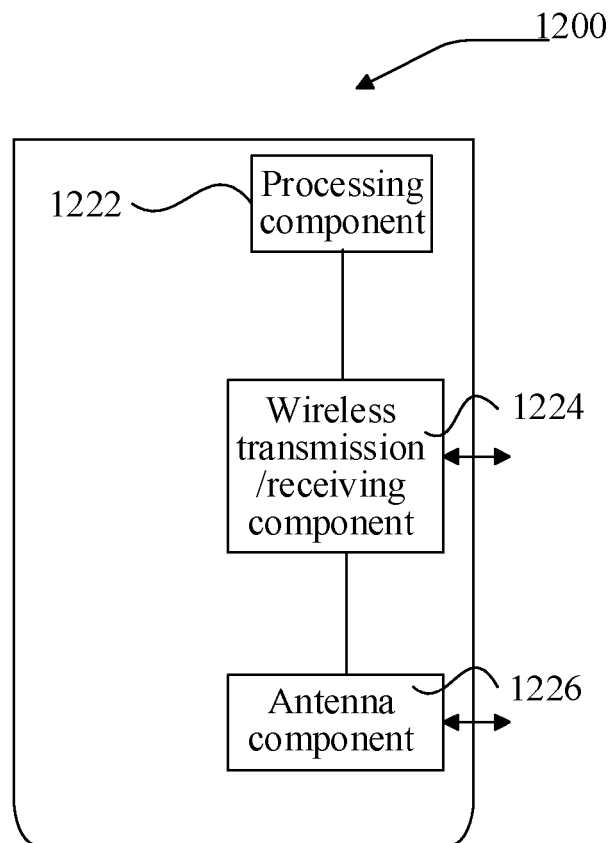 1200
Processing
component
1222
Wireless
transmission
/receiving
component
1224
Antenna
component
1226